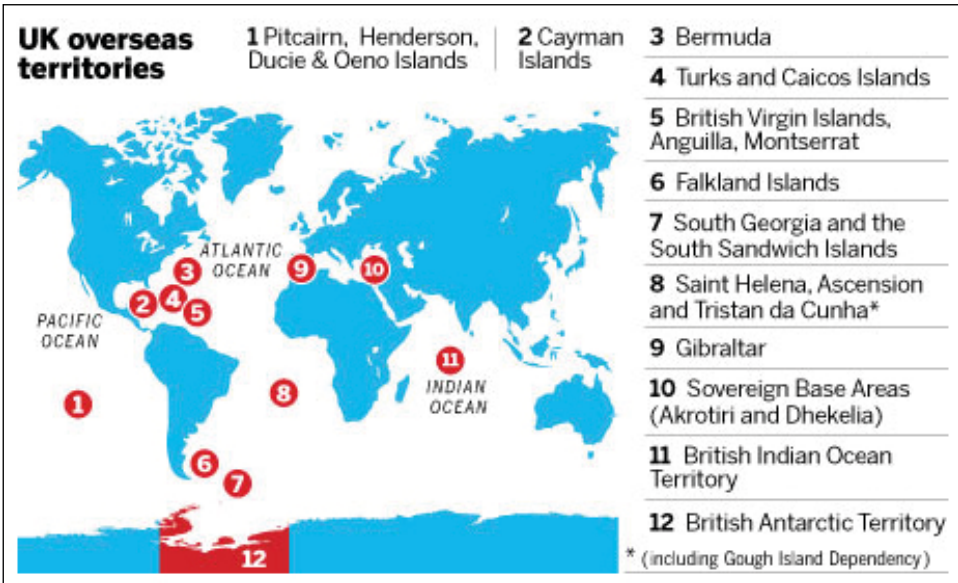 UK overseas
territories
1 Pitcairn, Henderson,
Ducie & Oeno Islands
2 Cayman
Islands
3 Bermuda
4 Turks and Caicos Islands
5 British Virgin Islands,
Anguilla, Montserrat
6 Falkland Islands
7 South Georgia and the
South Sandwich Islands
8 Saint Helena, Ascension
and Tristan da Cunha*
9 Gibraltar
10 Sovereign Base Areas
(Akrotiri and Dhekelia)
11 British Indian Ocean
Territory
12 British Antarctic Territory
* (including Gough Island Dependency)
ATLANTIC
OCEAN
PACIFIC
OCEAN
INDIAN
OCEAN
9
10
3
2
4
5
11
8
1
6
7
12